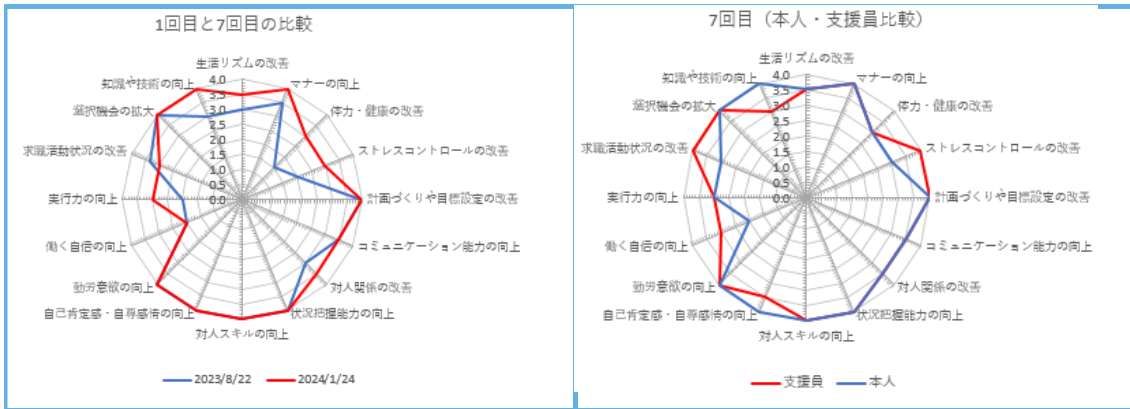 1回目と7回目の比較
生活リズムの改善
マナーの向上
体力・健康の改善
ストレスコントロールの改善
計画づくりや目標設定の改善
コミュニケーション能力の向上
対人関係の改善
状況把握能力の向上
対人スキルの向上
自己肯定感・自尊感情の向上
勤労意欲の向上
働く自信の向上
実行力の向上
求職活動状況の改善
選択機会の拡大
知識や技術の向上
4.0
3.5
3.0
2.5
2.0
1.5
1.0
0.5
0.0
2023/8/22
2024/1/24
7回目（本人・支援員比較）
生活リズムの改善
マナーの向上
体力・健康の改善
ストレスコントロールの改善
計画づくりや目標設定の改善
コミュニケーション能力の向上
対人関係の改善
状況把握能力の向上
対人スキルの向上
自己肯定感・自尊感情の向上
勤労意欲の向上
働く自信の向上
実行力の向上
求職活動状況の改善
選択機会の拡大
知識や技術の向上
4.0
3.5
3.0
2.5
2.0
1.5
1.0
0.5
0.0
支援員
本人